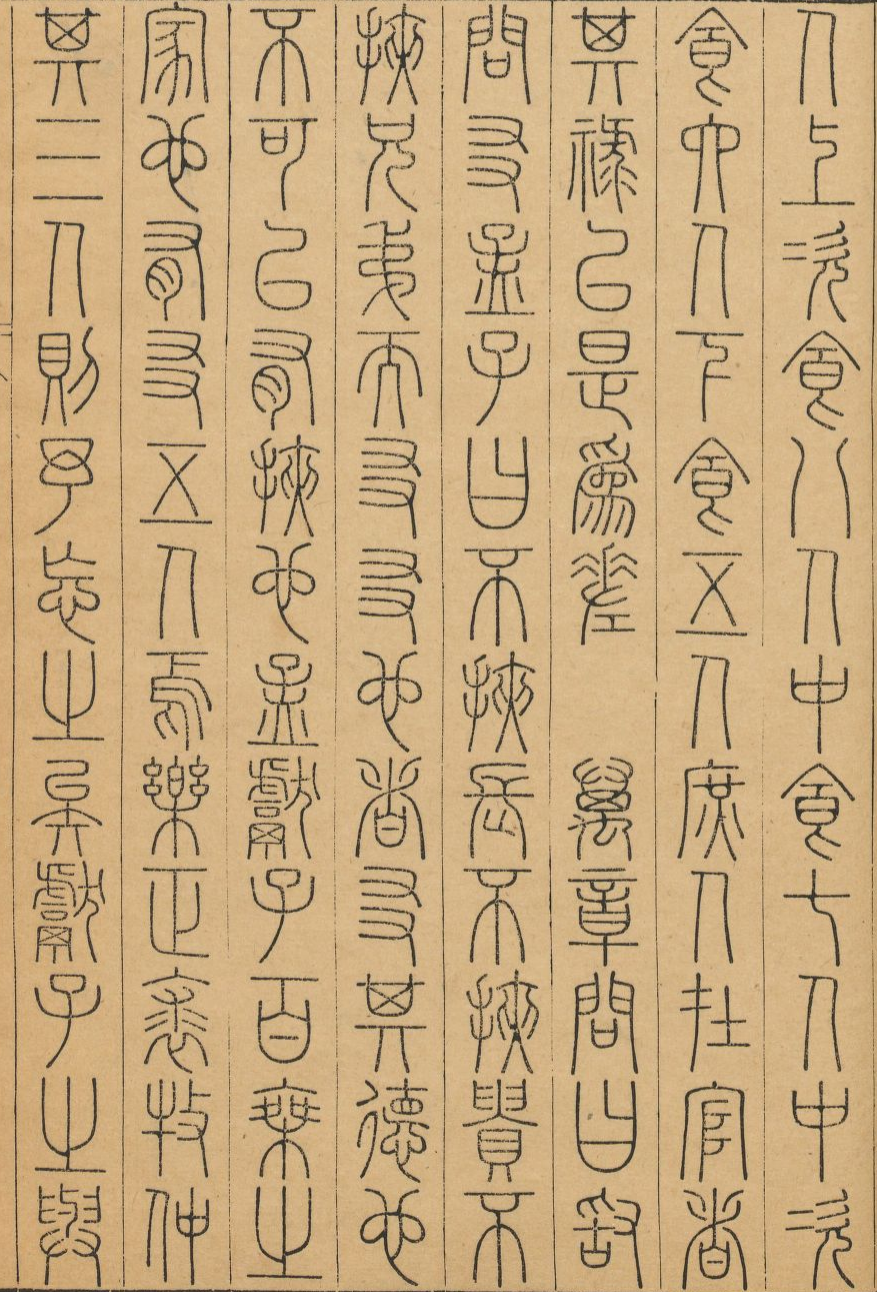 人上次食八人中食七人中次
食六人下食五人庶人在官者
其祿以是爲差　萬章問曰敢
問友孟子曰不挾長不挾貴不
挾兄弟而友友也者友其德也
不可以有挾也孟獻子百乘之
家也有友五人焉樂正裘牧仲
其三人則予忘之矣獻子之與